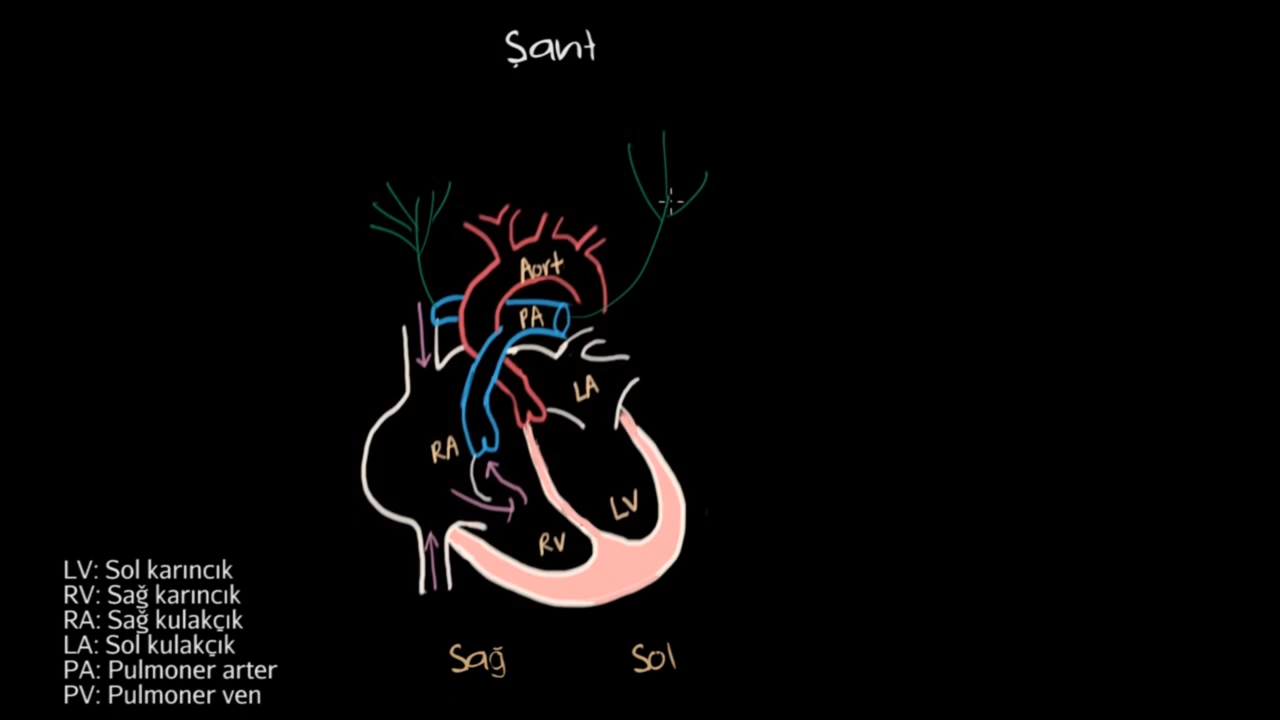 Şant
Aort
PA
LA
RA
LV
RV
LV: Sol karıncık
RV: Sağ karıncık
RA: Sağ kulakçık
LA: Sol kulakçık
PA: Pulmoner arter
PV: Pulmoner ven
Sağ Sol